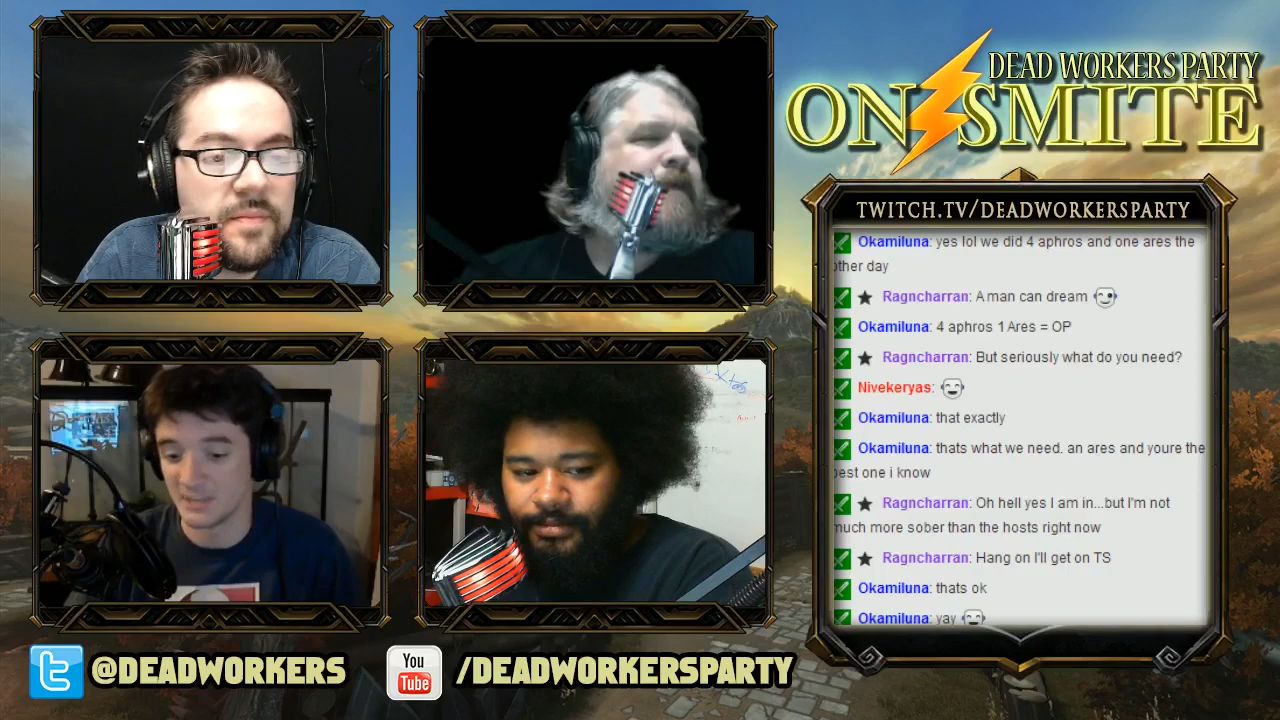 DEAD WORKERS PARTY
ON SMITE
TWITCH.TV/DEADWORKERSPARTY
Okamiluna: yes lol we did 4 aphros and one ares the
other day
Ragncharran: A man can dream
Okamiluna: 4 aphros 1 Ares = OP
Ragncharran: But seriously what do you need?
Nivekeryas:
Okamiluna: that exactly
Okamiluna: thats what we need. an ares and youre the
best one i know
Ragncharran: Oh hell yes I am in...but I'm not
much more sober than the hosts right now
Ragncharran: Hang on I'll get on TS
Okamiluna: thats ok
Okamiluna: yay
@DEADWORKERS
You
Tube
/DEADWORKERSPARTY